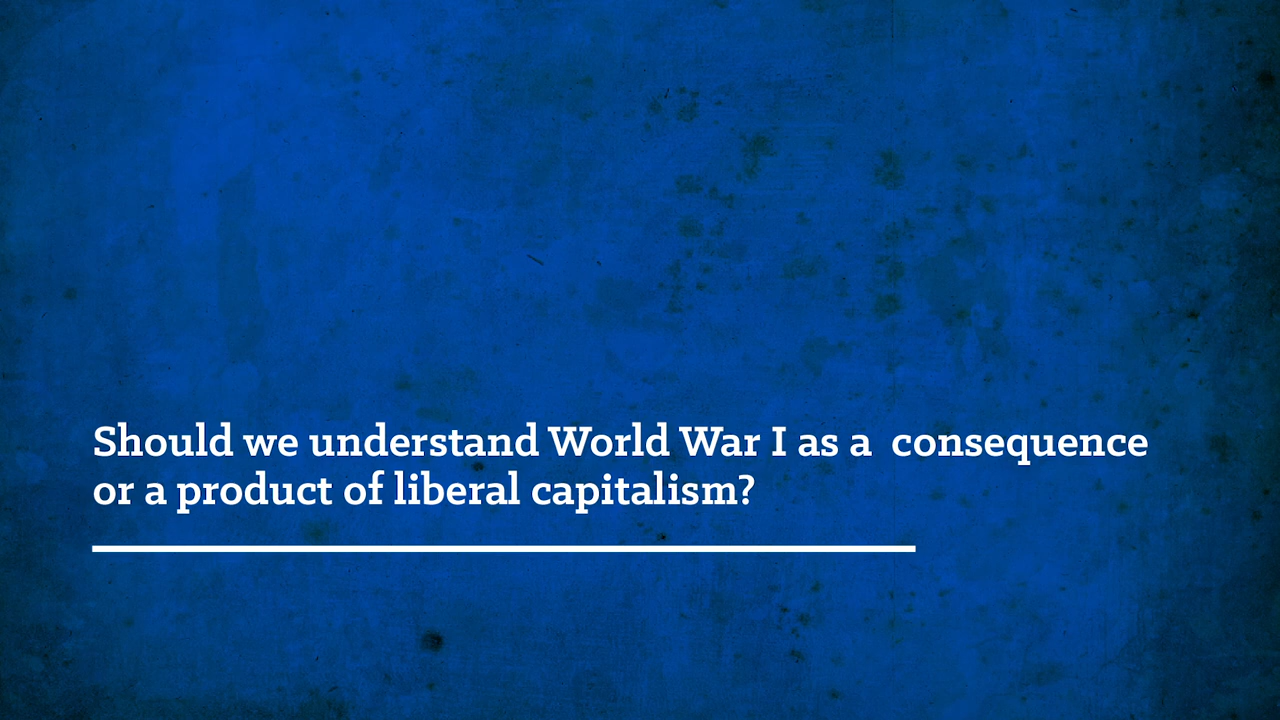 Should we understand World War I as a  consequence
or a product of liberal capitalism?